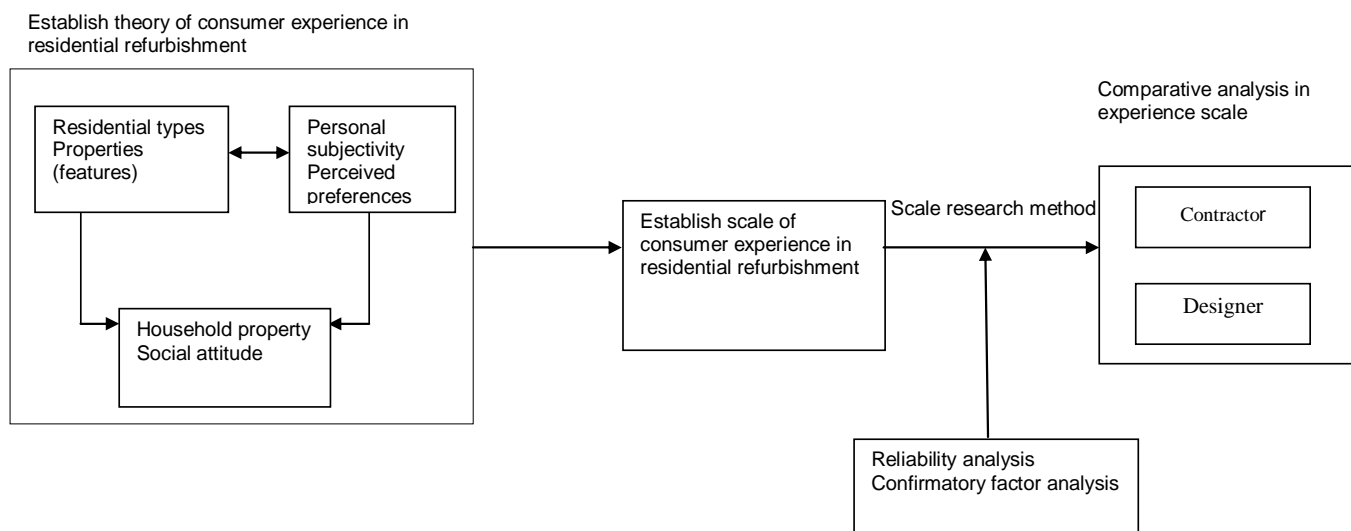 Establish theory of consumer experience in
residential refurbishment
Residential types
Properties
(features)
Personal
subjectivity
Perceived
preferences
Household property
Social attitude
Establish scale of
consumer experience in
residential refurbishment
Scale research method
Reliability analysis
Confirmatory factor analysis
Comparative analysis in
experience scale
Contractor
Designer